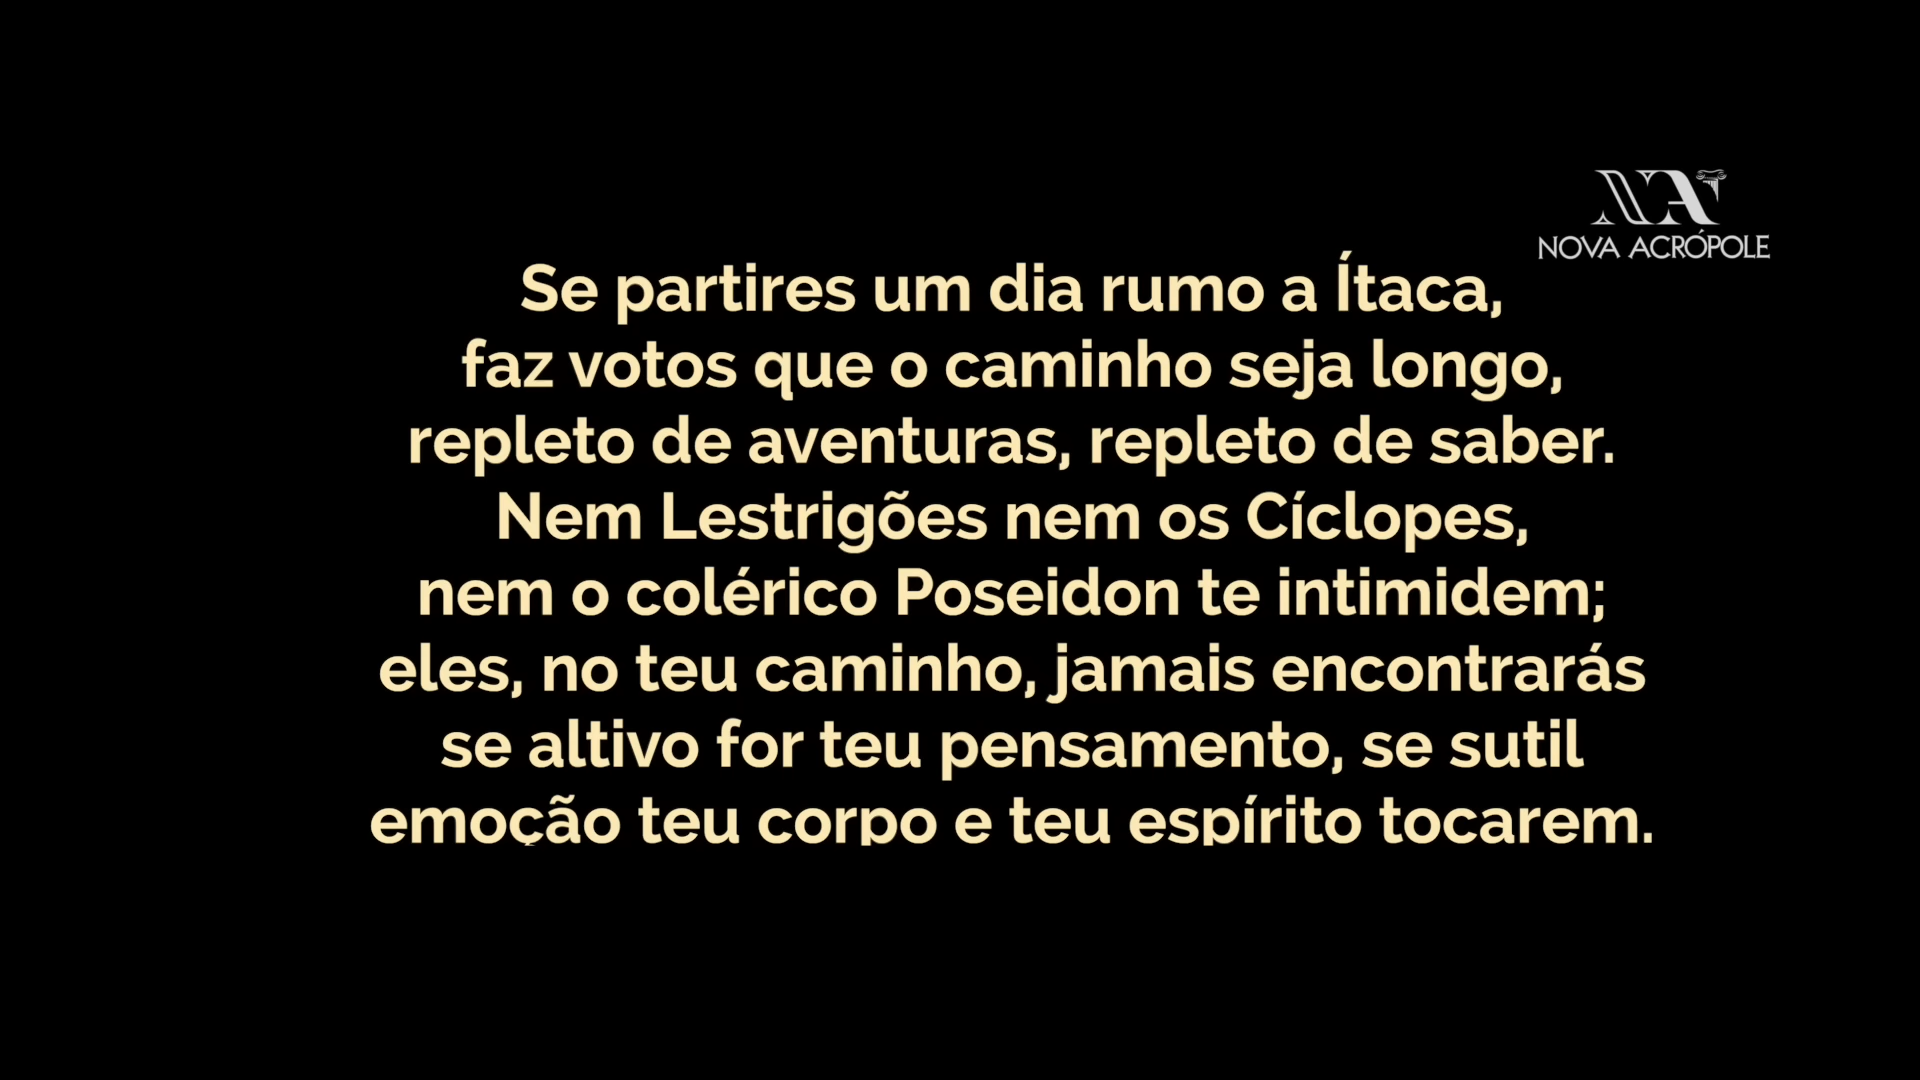 NOVA ACRÓPOLE
Se partires um dia rumo a Ítaca,
faz votos que o caminho seja longo,
repleto de aventuras, repleto de saber.
Nem Lestrigões nem os Cíclopes,
nem o colérico Poseidon te intimidem;
eles, no teu caminho, jamais encontrarás
se altivo for teu pensamento, se sutil
emoção teu corpo e teu espírito tocarem.